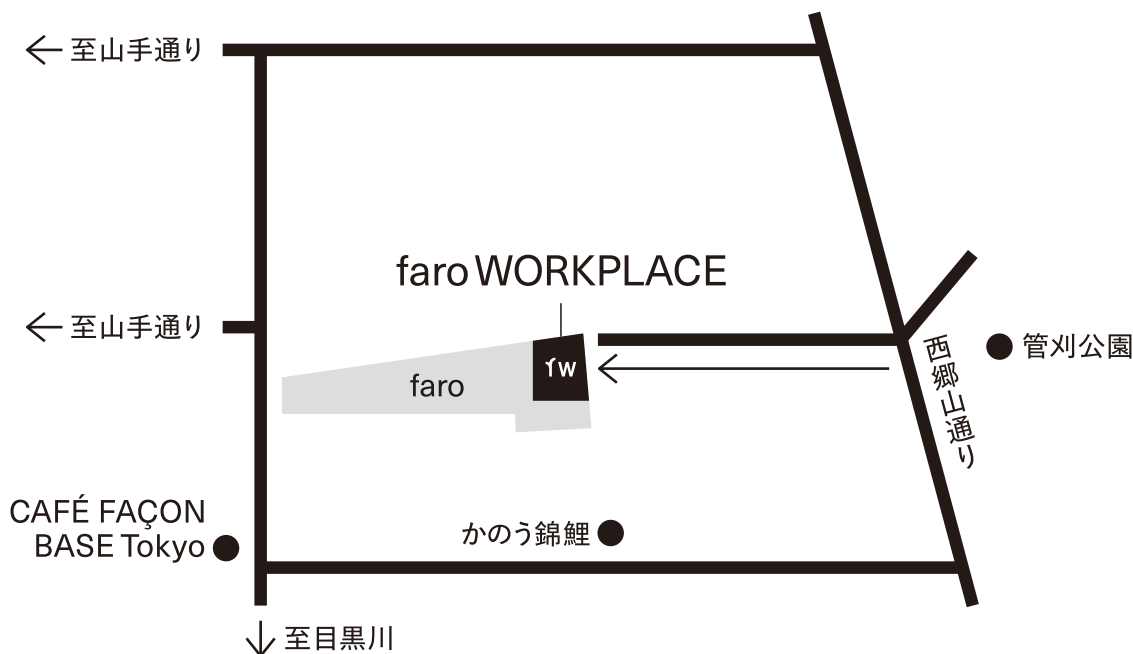 至山手通り
faro WORKPLACE
至山手通り
rw
faro
管刈公園
西郷山通り
CAFÉ FAÇON
BASE Tokyo
かのう錦鯉
至目黒川